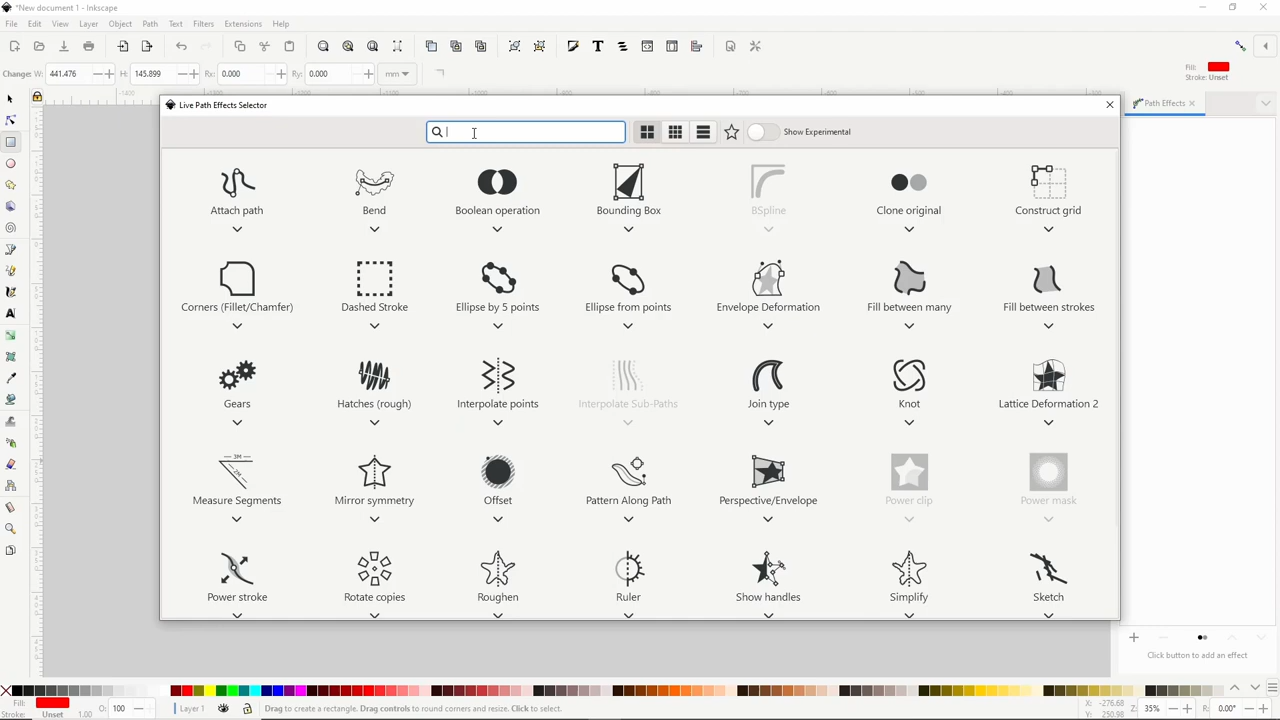 *New document 1 - Inkscape
File Edit View Layer Object Path Text Filters Extensions Help
Change: W: 441.476 H: 145.899 Rx: 0.000 Ry: 0.000 mm
Fill:
Stroke: Unset
Live Path Effects Selector
Path Effects
Show Experimental
Attach path Bend Boolean operation Bounding Box BSpline Clone original Construct grid
Corners (Fillet/Chamfer) Dashed Stroke Ellipse by 5 points Ellipse from points Envelope Deformation Fill between many Fill between strokes
Gears Hatches (rough) Interpolate points Interpolate Sub-Paths Join type Knot Lattice Deformation 2
Measure Segments Mirror symmetry Offset Pattern Along Path Perspective/Envelope Power clip Power mask
Power stroke Rotate copies Roughen Ruler Show handles Simplify Sketch
Click button to add an effect
Fill:
Unset 1.00
O: 100
Layer 1
Drag to create a rectangle. Drag controls to round corners and resize. Click to select.
X: -276.68
Y: 250.98
Z: 35% R: 0.00°